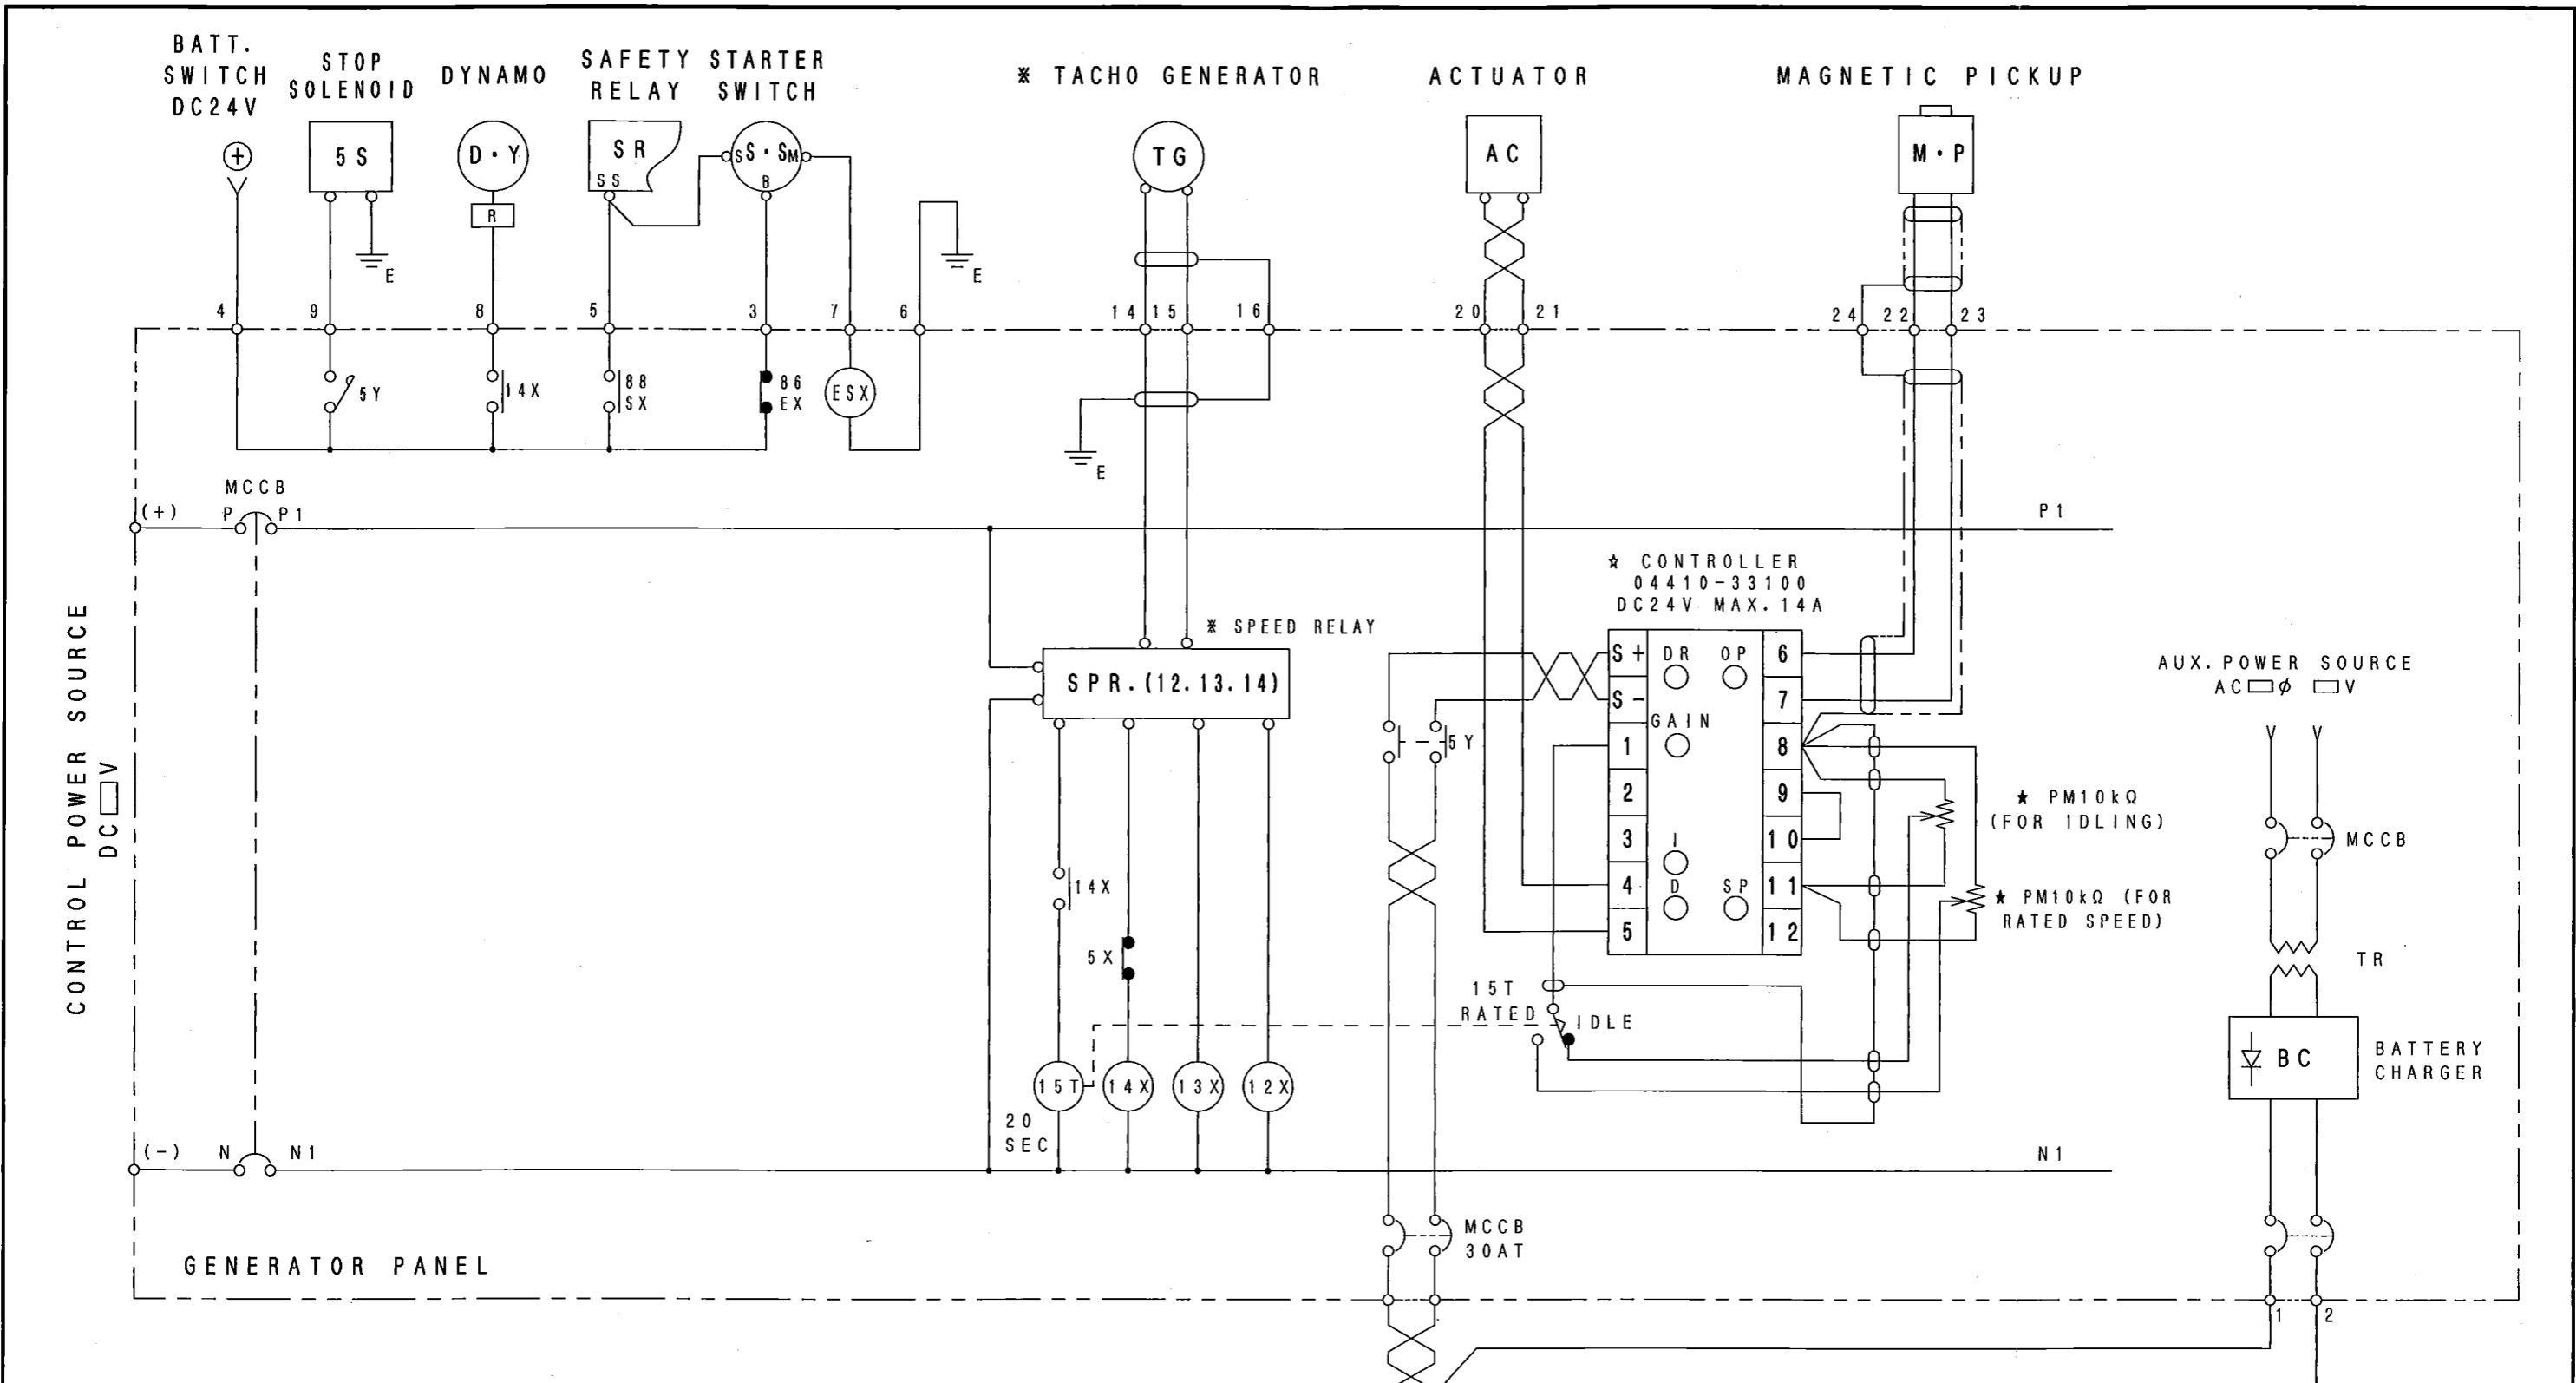 BATT.
SWITCH
DC24V
STOP
SOLENOID
DYNAMO
SAFETY
RELAY
STARTER
SWITCH
※ TACHO GENERATOR
ACTUATOR
MAGNETIC PICKUP
5S
D・Y
R
SR
SS
S
S・S
M
B
TG
AC
M・P
E
E
4
9
8
5
3
7
6
14
15
16
20
21
24
22
23
5Y
14X
88
SX
86
EX
ESX
E
MCCB
(+)
P
P1
P1
CONTROL POWER SOURCE
DC□V
☆ CONTROLLER
04410-33100
DC24V MAX.14A
※ SPEED RELAY
SPR.(12.13.14)
S+
S-
1
2
3
4
5
DR
OP
GAIN
I
D
SP
6
7
8
9
10
11
12
5Y
AUX.POWER SOURCE
AC□φ □V
★ PM10kΩ
(FOR IDLING)
MCCB
★ PM10kΩ (FOR
RATED SPEED)
14X
5X
TR
15T
RATED
IDLE
15T
14X
13X
12X
20
SEC
BC
BATTERY
CHARGER
(-)
N
N1
N1
MCCB
30AT
GENERATOR PANEL
1
2